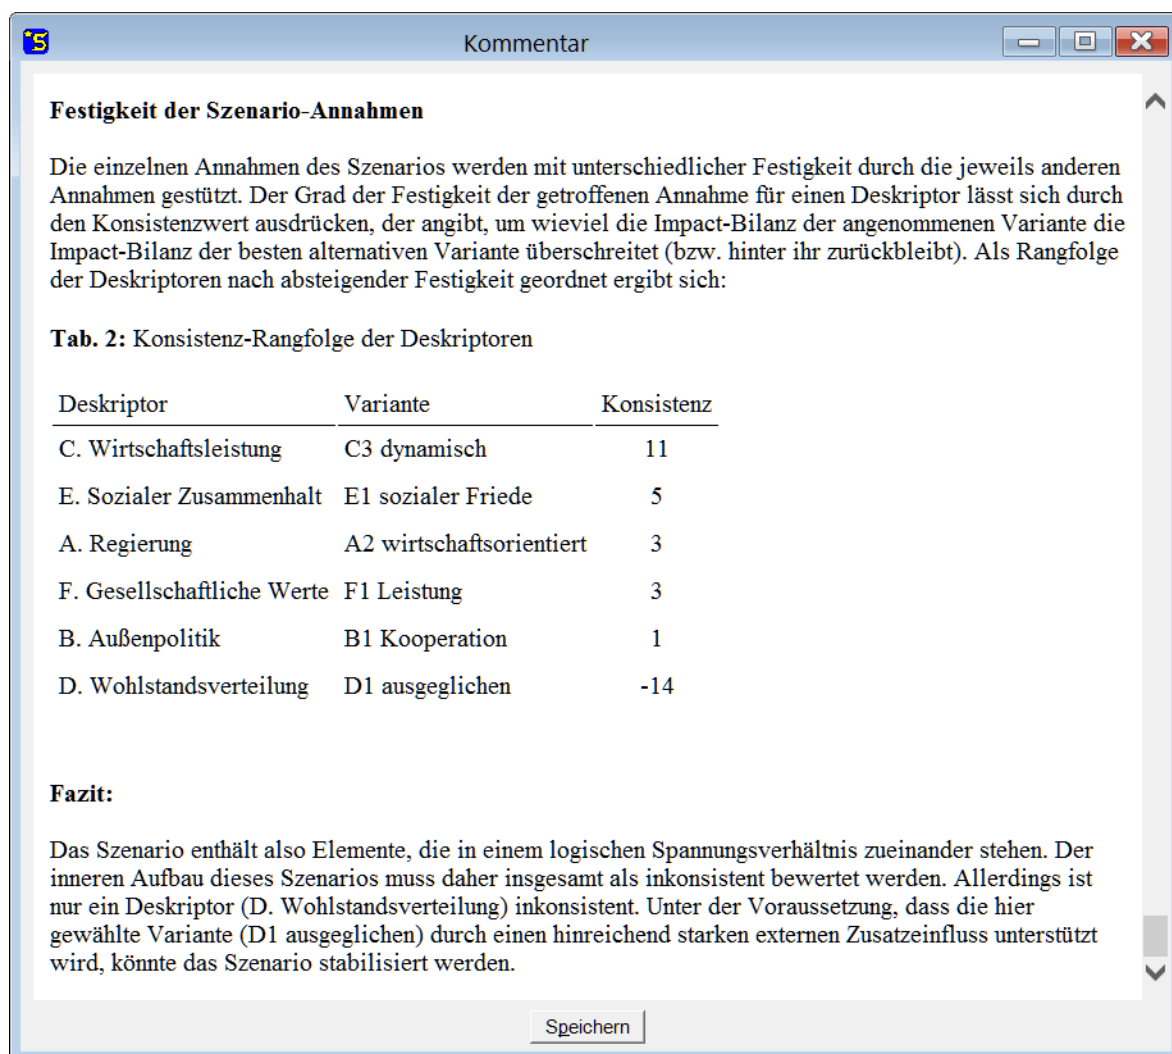 Kommentar
Festigkeit der Szenario-Annahmen
Die einzelnen Annahmen des Szenarios werden mit unterschiedlicher Festigkeit durch die jeweils anderen
Annahmen gestützt. Der Grad der Festigkeit der getroffenen Annahme für einen Deskriptor lässt sich durch
den Konsistenzwert ausdrücken, der angibt, um wieviel die Impact-Bilanz der angenommenen Variante die
Impact-Bilanz der besten alternativen Variante überschreitet (bzw. hinter ihr zurückbleibt). Als Rangfolge
der Deskriptoren nach absteigender Festigkeit geordnet ergibt sich:
Tab. 2: Konsistenz-Rangfolge der Deskriptoren
Deskriptor Variante Konsistenz
C. Wirtschaftsleistung C3 dynamisch 11
E. Sozialer Zusammenhalt E1 sozialer Friede 5
A. Regierung A2 wirtschaftsorientiert 3
F. Gesellschaftliche Werte F1 Leistung 3
B. Außenpolitik B1 Kooperation 1
D. Wohlstandsverteilung D1 ausgeglichen -14
Fazit:
Das Szenario enthält also Elemente, die in einem logischen Spannungsverhältnis zueinander stehen. Der
inneren Aufbau dieses Szenarios muss daher insgesamt als inkonsistent bewertet werden. Allerdings ist
nur ein Deskriptor (D. Wohlstandsverteilung) inkonsistent. Unter der Voraussetzung, dass die hier
gewählte Variante (D1 ausgeglichen) durch einen hinreichend starken externen Zusatzeinfluss unterstützt
wird, könnte das Szenario stabilisiert werden.
Speichern